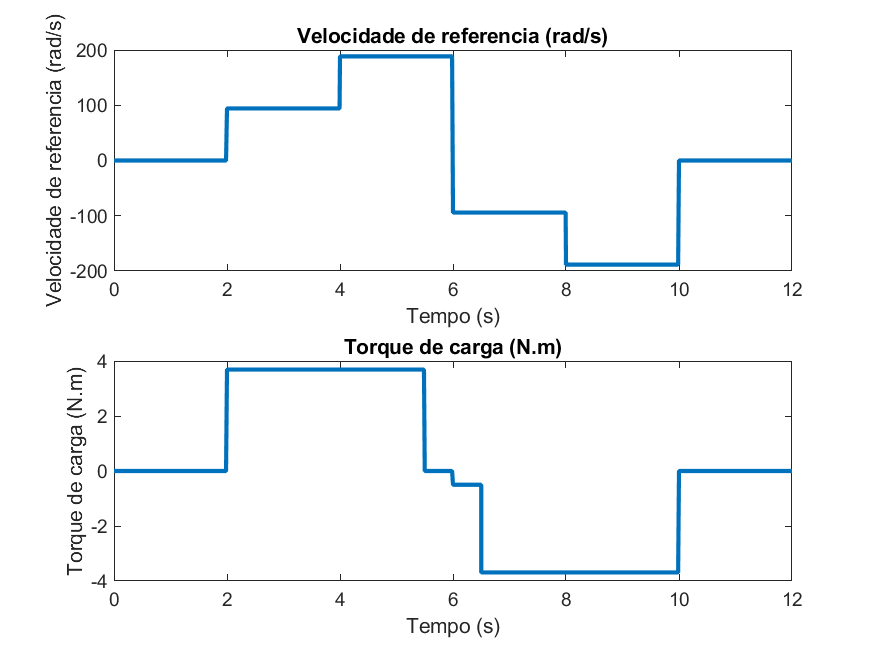 Velocidade de referencia (rad/s)
Velocidade de referencia (rad/s)
200
100
0
-100
-200
0 2 4 6 8 10 12
Tempo (s)
Torque de carga (N.m)
Torque de carga (N.m)
4
2
0
-2
-4
0 2 4 6 8 10 12
Tempo (s)